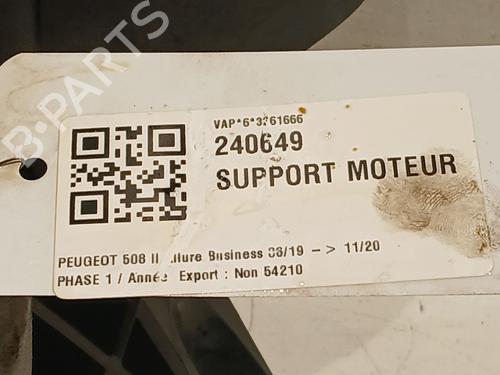 B-PARTS
VAP*6*3261666
240649
SUPPORT MOTEUR
PEUGEOT 508 II Allure Business 08/19 —> 11/20
PHASE 1 / Année Export : Non 54210